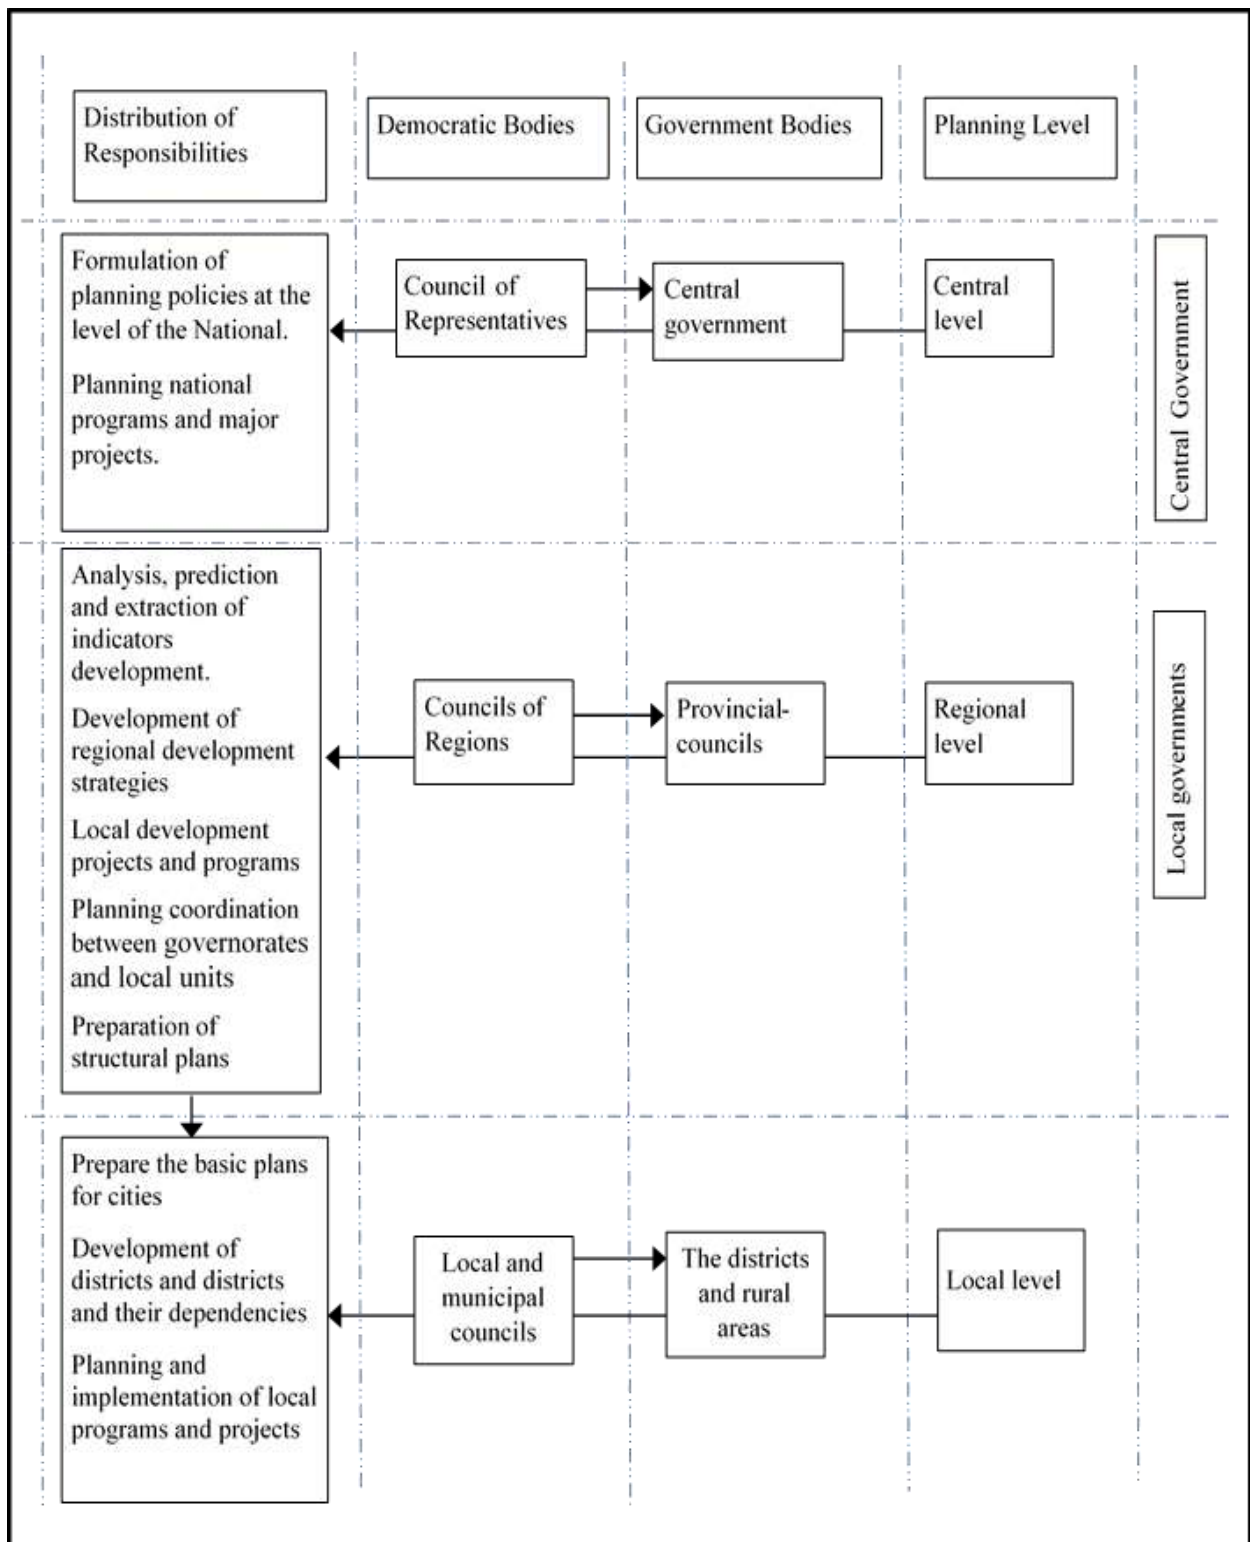 Distribution of
Responsibilities
Democratic Bodies
Government Bodies
Planning Level
Formulation of
planning policies at the
level of the National.
Planning national
programs and major
projects.
Council of
Representatives
Central
government
Central
level
Central Government
Analysis, prediction
and extraction of
indicators
development.
Development of
regional development
strategies
Local development
projects and programs
Planning coordination
between governorates
and local units
Preparation of
structural plans
Councils of
Regions
Provincial-
councils
Regional
level
Local governments
Prepare the basic plans
for cities
Development of
districts and districts
and their dependencies
Planning and
implementation of local
programs and projects
Local and
municipal
councils
The districts
and rural
areas
Local level